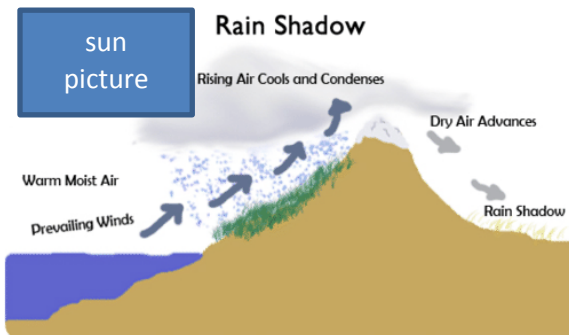 sun
picture
Rain Shadow
Rising Air Cools and Condenses
Dry Air Advances
Warm Moist Air
Prevailing Winds
Rain Shadow